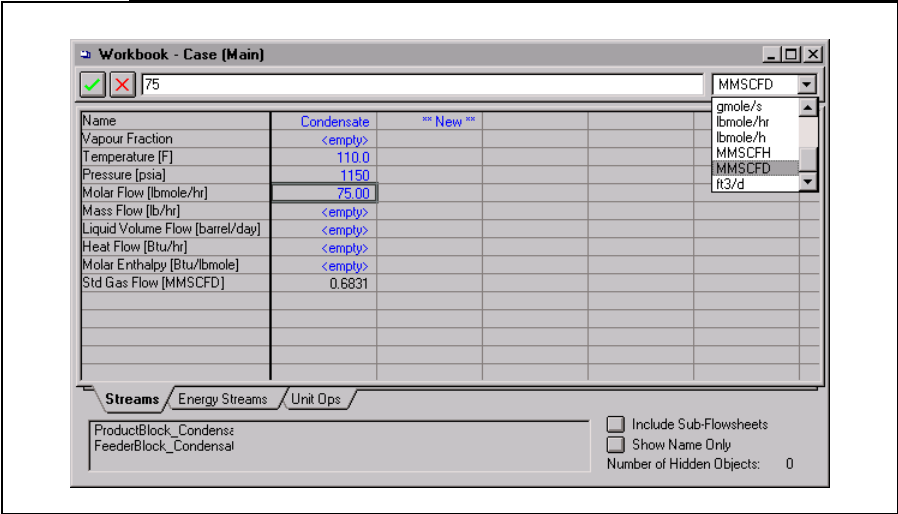 Workbook - Case (Main)
75 MMSCFD
gmole/s
lbmole/hr
lbmole/h
MMSCFH
MMSCFD
ft3/d
Name Condensate ** New **
Vapour Fraction <empty>
Temperature [F] 110.0
Pressure [psia] 1150
Molar Flow [lbmole/hr] 75.00
Mass Flow [lb/hr] <empty>
Liquid Volume Flow [barrel/day] <empty>
Heat Flow [Btu/hr] <empty>
Molar Enthalpy [Btu/lbmole] <empty>
Std Gas Flow [MMSCFD] 0.6831
Streams Energy Streams Unit Ops
ProductBlock_Condensa
FeederBlock_Condensat
Include Sub-Flowsheets
Show Name Only
Number of Hidden Objects: 0